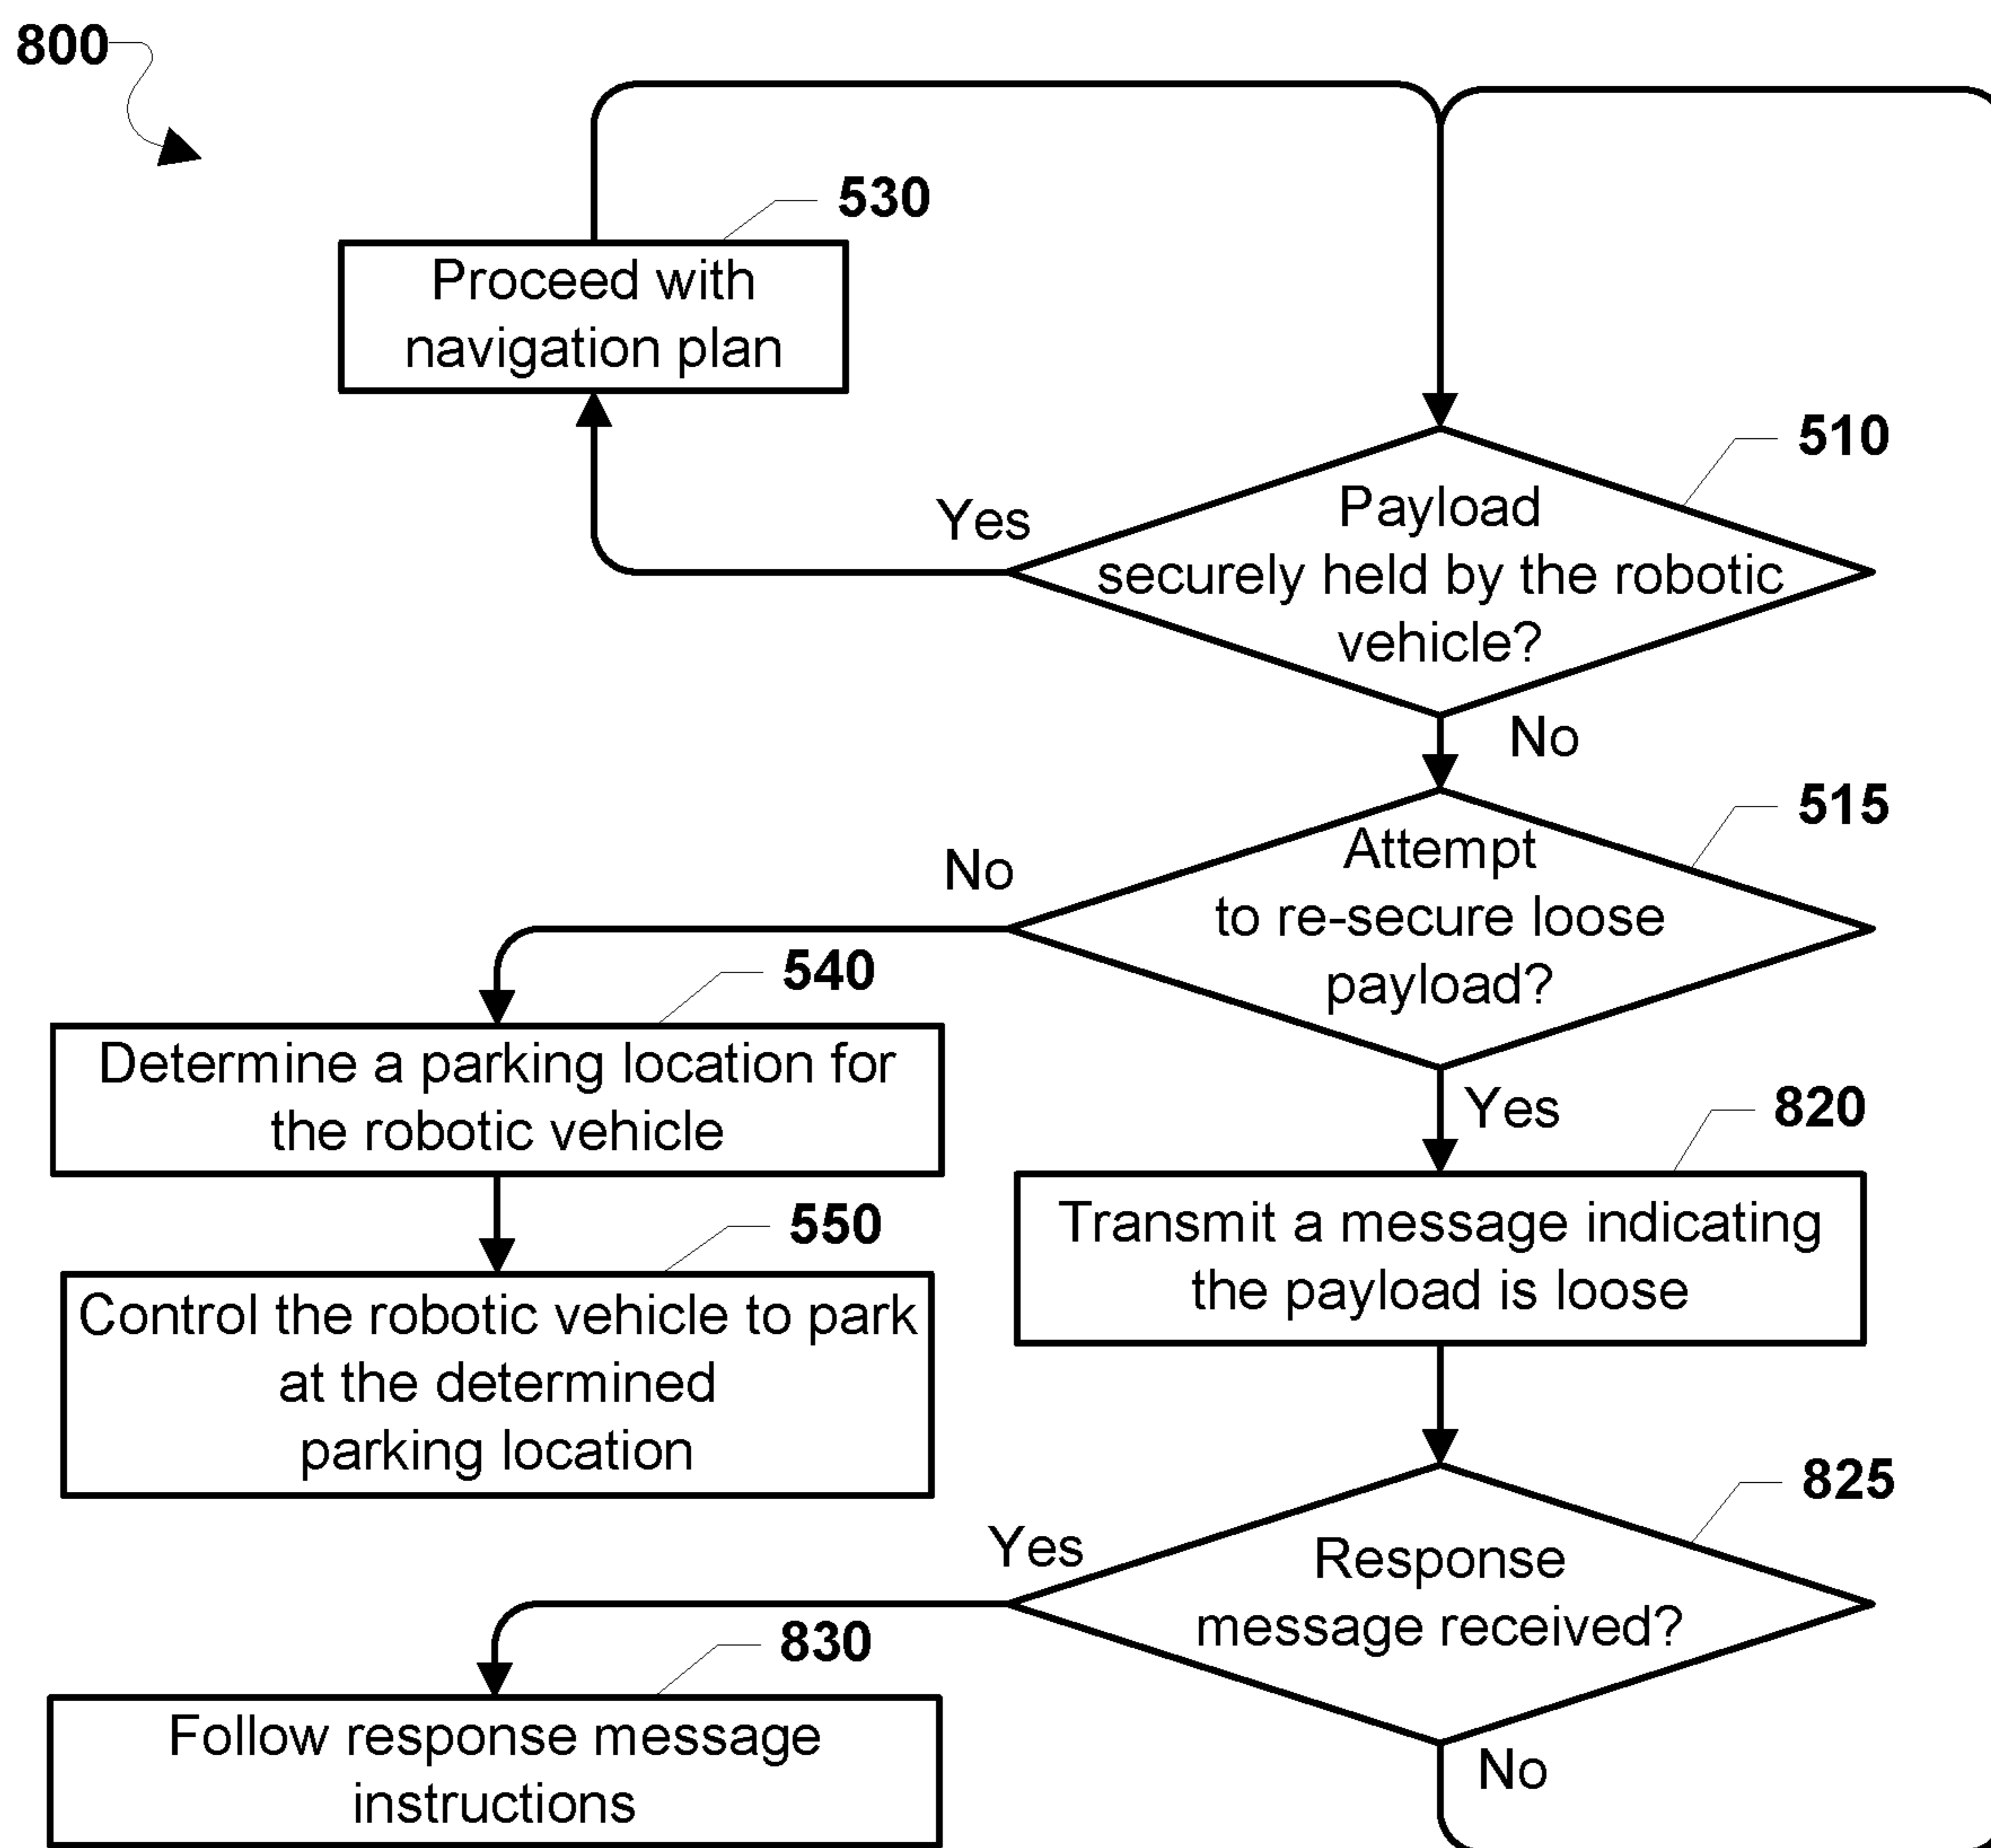 800
530
Proceed with
navigation plan
510
Yes
Payload
securely held by the robotic
vehicle?
No
515
Attempt
to re-secure loose
payload?
No
540
Determine a parking location for
the robotic vehicle
Yes
820
Transmit a message indicating
the payload is loose
550
Control the robotic vehicle to park
at the determined
parking location
825
Yes
Response
message received?
830
Follow response message
instructions
No